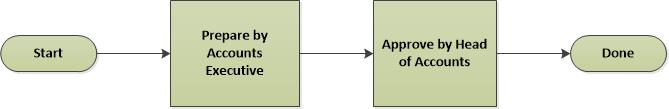 Start
Prepare by
Accounts
Executive
Approve by Head
of Accounts
Done